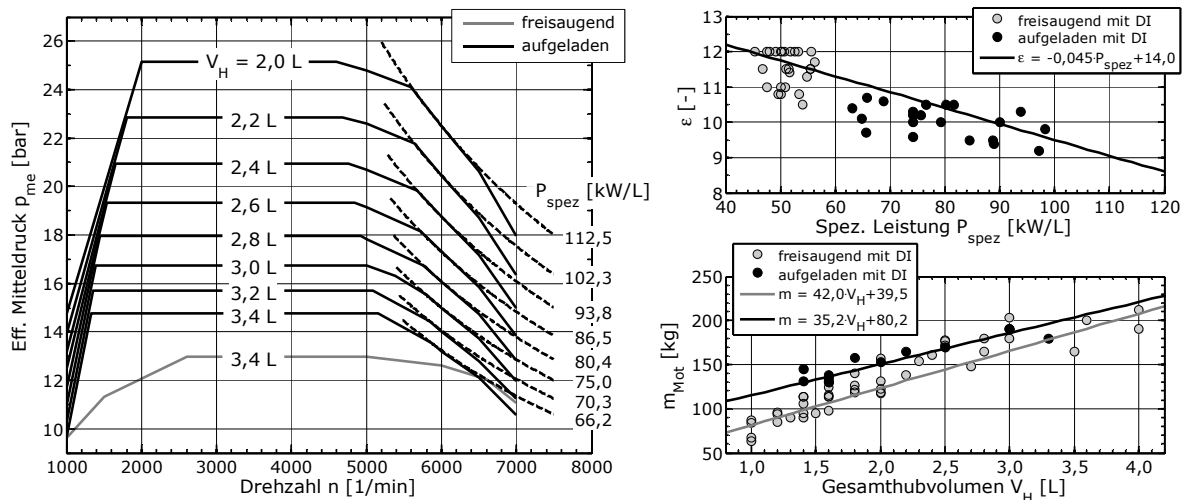 Eff. Mitteldruck p_me [bar]
26
24
22
20
18
16
14
12
10
freisaugend
aufgeladen
V_H = 2,0 L
2,2 L
2,4 L
2,6 L
2,8 L
3,0 L
3,2 L
3,4 L
3,4 L
P_spez [kW/L]
112,5
102,3
93,8
86,5
80,4
75,0
70,3
66,2
1000 2000 3000 4000 5000 6000 7000 8000
Drehzahl n [1/min]
ε [-]
13
12
11
10
9
8
freisaugend mit DI
aufgeladen mit DI
ε = -0,045·P_spez+14,0
40 50 60 70 80 90 100 110 120
Spez. Leistung P_spez [kW/L]
freisaugend mit DI
aufgeladen mit DI
m = 42,0·V_H+39,5
m = 35,2·V_H+80,2
m_Mot [kg]
250
200
150
100
50
1,0 1,5 2,0 2,5 3,0 3,5 4,0
Gesamthubvolumen V_H [L]